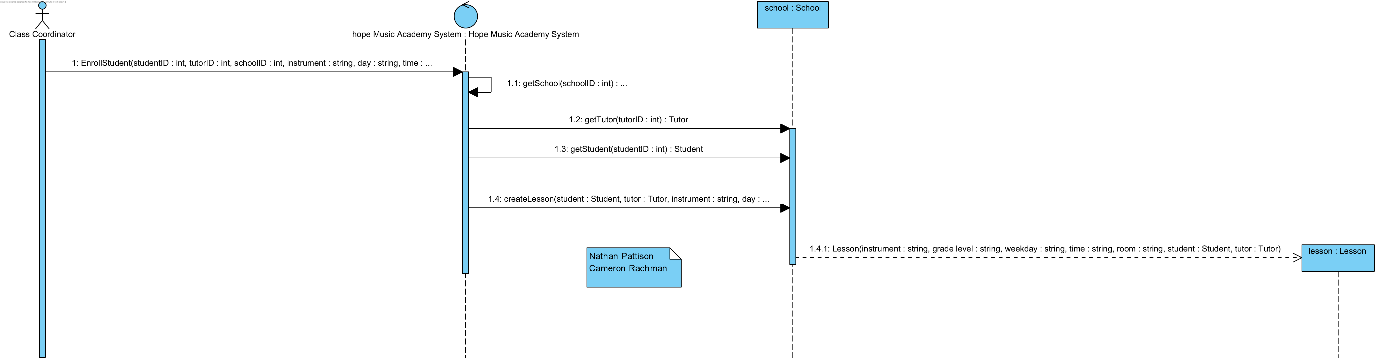 school : School
Class Coordinator
hope Music Academy System : Hope Music Academy System
1: EnrollStudent(studentID : int, tutorID : int, schoolID : int, instrument : string, day : string, time : ...
1.1: getSchool(schoolID : int) : ...
1.2: getTutor(tutorID : int) : Tutor
1.3: getStudent(studentID : int) : Student
1.4: createLesson(student : Student, tutor : Tutor, instrument : string, day : ...
1.4.1: Lesson(instrument : string, grade level : string, weekday : string, time : string, room : string, student : Student, tutor : Tutor)
lesson : Lesson
Nathan Pattison
Cameron Rachman